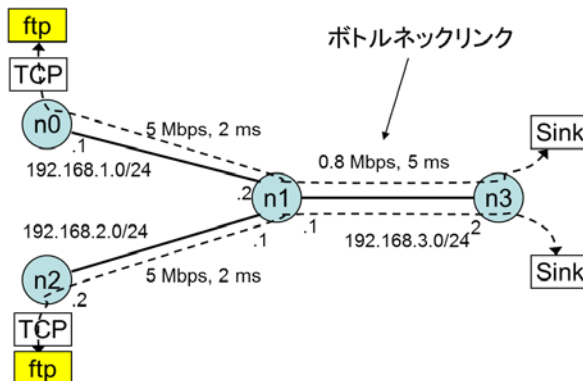 ftp
ボトルネックリンク
TCP
n0
5 Mbps, 2 ms
Sink
.1
0.8 Mbps, 5 ms
192.168.1.0/24
.2
n1
n3
192.168.2.0/24
.1
.1
192.168.3.0/24
.2
n2
5 Mbps, 2 ms
.2
Sink
TCP
ftp